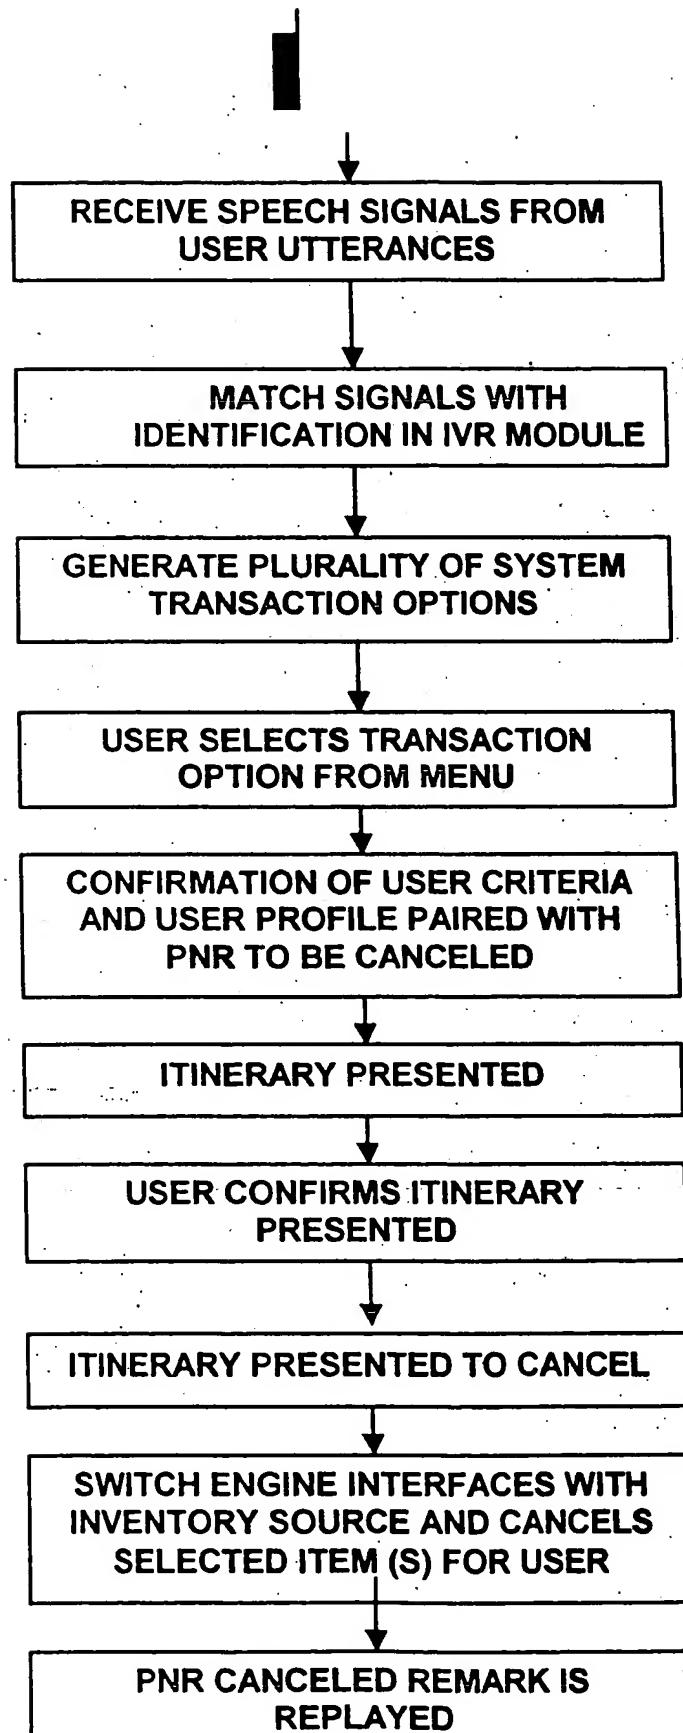 RECEIVE SPEECH SIGNALS FROM
USER UTTERANCES
MATCH SIGNALS WITH
IDENTIFICATION IN IVR MODULE
GENERATE PLURALITY OF SYSTEM
TRANSACTION OPTIONS
USER SELECTS TRANSACTION
OPTION FROM MENU
CONFIRMATION OF USER CRITERIA
AND USER PROFILE PAIRED WITH
PNR TO BE CANCELED
ITINERARY PRESENTED
USER CONFIRMS ITINERARY
PRESENTED
ITINERARY PRESENTED TO CANCEL
SWITCH ENGINE INTERFACES WITH
INVENTORY SOURCE AND CANCELS
SELECTED ITEM (S) FOR USER
PNR CANCELED REMARK IS
REPLAYED